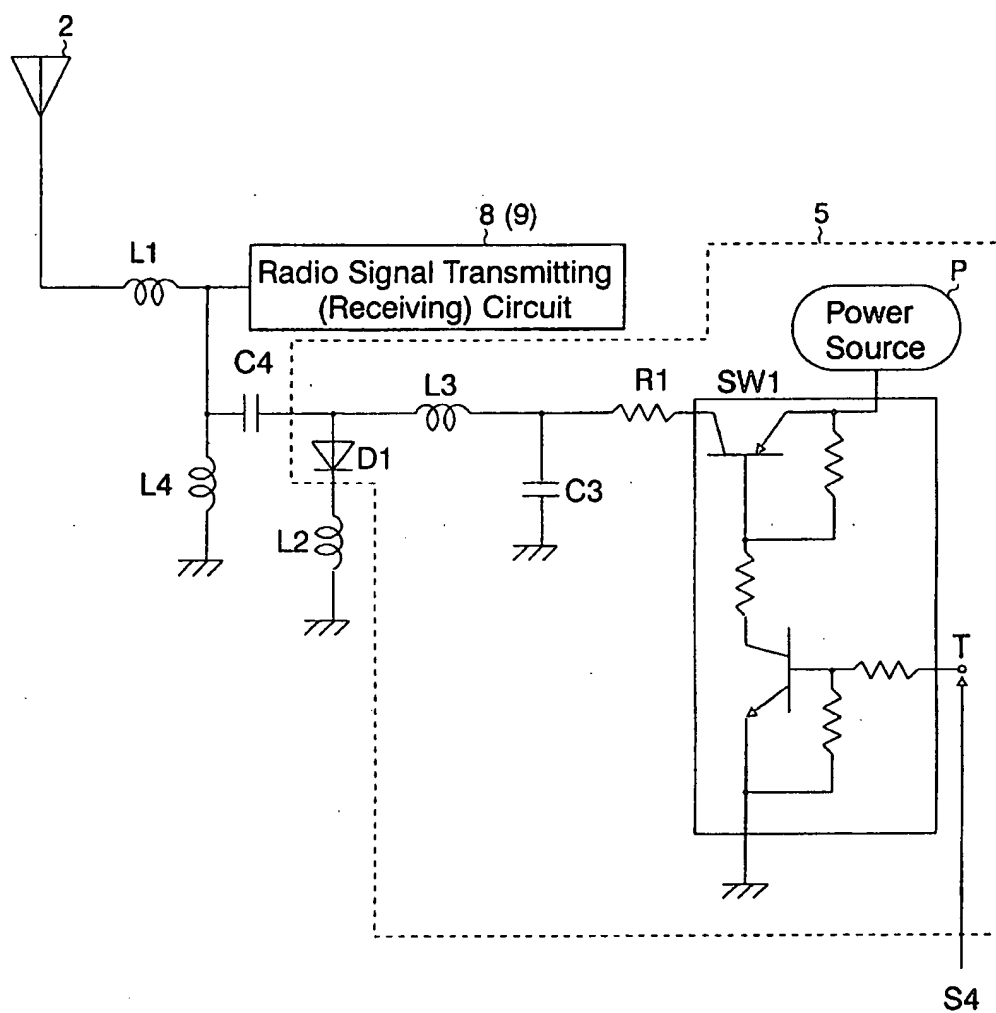 2
8 (9)
5
L1
Radio Signal Transmitting
(Receiving) Circuit
P
Power
Source
C4
L3
R1
SW1
D1
L4
C3
L2
T
S4